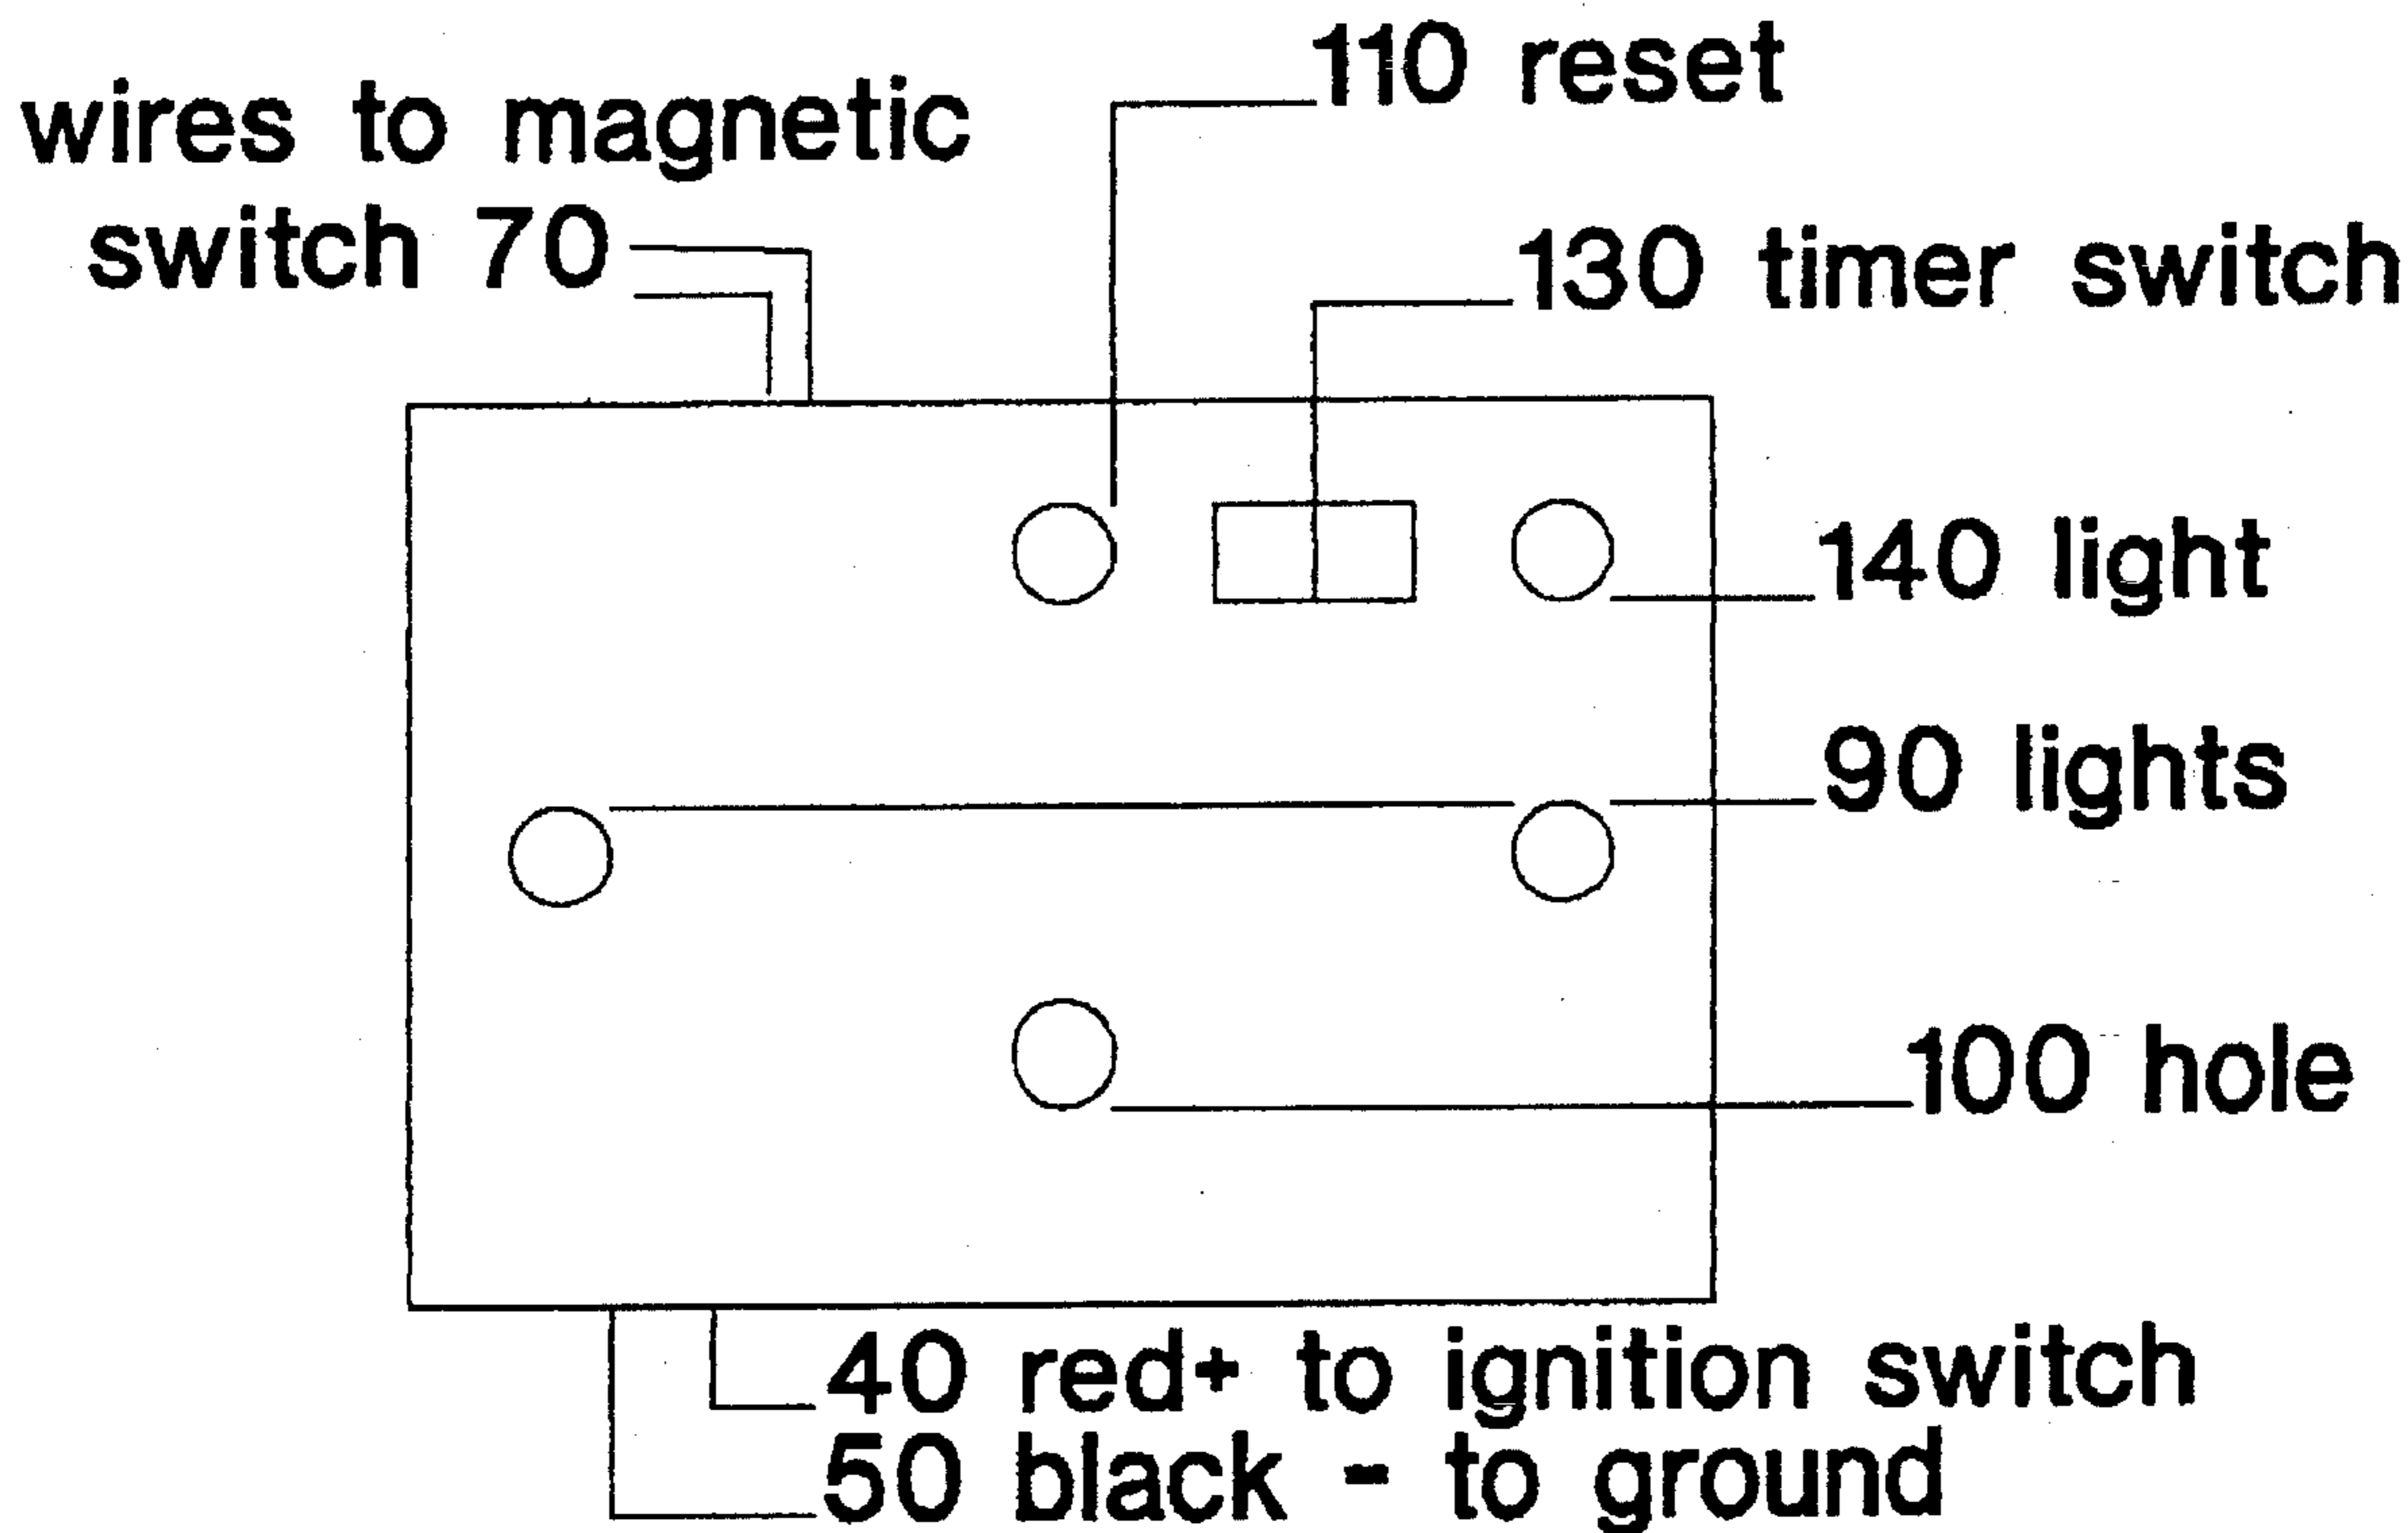 110 reset
wires to magnetic
switch 70
130 timer switch
140 light
90 lights
100 hole
40 red+ to ignition switch
50 black - to ground